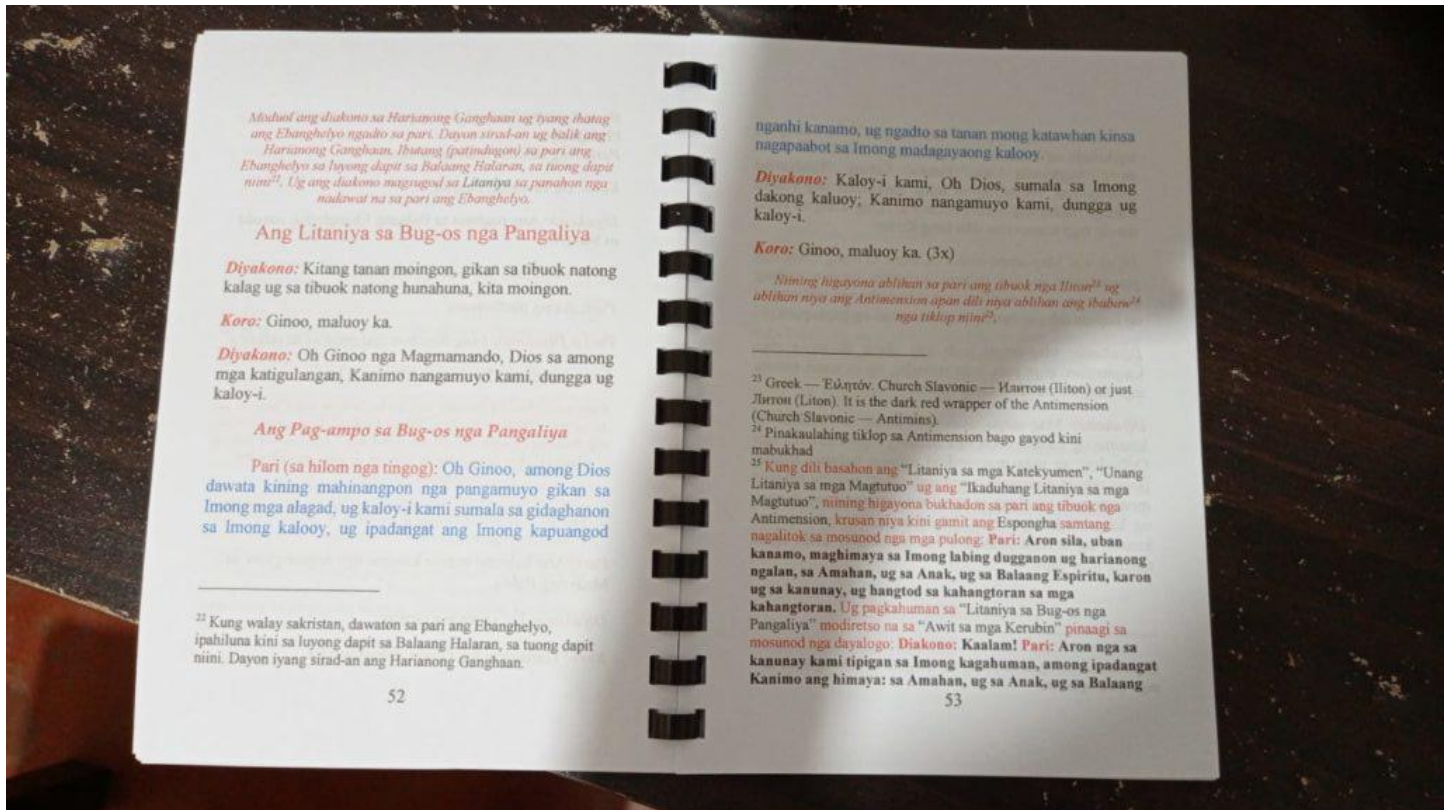 Moduol ang diakono sa Harianong Ganghaan ug iyang ihatag
ang Ebanghelyo ngadto sa pari. Dayon sirad-an ug balik ang
Harianong Ganghaan. Ibutang (patindugon) sa pari ang
Ebanghelyo sa luyong dapit sa Balaang Halaran, sa tuong dapit
niini²². Ug ang diakono magsugod sa Litaniya sa panahon nga
nadawat na sa pari ang Ebanghelyo.
Ang Litaniya sa Bug-os nga Pangaliya
Diyakono: Kitang tanan moingon, gikan sa tibuok natong
kalag ug sa tibuok natong hunahuna, kita moingon.
Koro: Ginoo, maluoy ka.
Diyakono: Oh Ginoo nga Magmamando, Dios sa among
mga katigulangan, Kanimo nangamuyo kami, dungga ug
kaloy-i.
Ang Pag-ampo sa Bug-os nga Pangaliya
Pari (sa hilom nga tingog): Oh Ginoo, among Dios
dawata kining mahinangpon nga pangamuyo gikan sa
Imong mga alagad, ug kaloy-i kami sumala sa gidaghanon
sa Imong kalooy, ug ipadangat ang Imong kapuangod
²² Kung walay sakristan, dawaton sa pari ang Ebanghelyo,
ipahiluna kini sa luyong dapit sa Balaang Halaran, sa tuong dapit
niini. Dayon iyang sirad-an ang Harianong Ganghaan.
52
nganhi kanamo, ug ngadto sa tanan mong katawhan kinsa
nagapaabot sa Imong madagayaong kalooy.
Diyakono: Kaloy-i kami, Oh Dios, sumala sa Imong
dakong kaluoy; Kanimo nangamuyo kami, dungga ug
kaloy-i.
Koro: Ginoo, maluoy ka. (3x)
Niining higayona ablihan sa pari ang tibuok nga Iliton²³ ug
ablihan niya ang Antimension apan dili niya ablihan ang ibabaw²⁴
nga tiklop niini²⁵.
²³ Greek — Ἑιλητόν. Church Slavonic — Илитон (Iliton) or just
Литон (Liton). It is the dark red wrapper of the Antimension
(Church Slavonic — Antimins).
²⁴ Pinakaulahing tiklop sa Antimension bago gayod kini
mabukhad
²⁵ Kung dili basahon ang “Litaniya sa mga Katekyumen”, “Unang
Litaniya sa mga Magtutuo” ug ang “Ikaduhang Litaniya sa mga
Magtutuo”, niining higayona bukhadon sa pari ang tibuok nga
Antimension, krusan niya kini gamit ang Espongha samtang
nagalitok sa mosunod nga mga pulong: Pari: Aron sila, uban
kanamo, maghimaya sa Imong labing dugganon ug harianong
ngalan, sa Amahan, ug sa Anak, ug sa Balaang Espiritu, karon
ug sa kanunay, ug hangtod sa kahangtoran sa mga
kahangtoran. Ug pagkahuman sa “Litaniya sa Bug-os nga
Pangaliya” modiretso na sa “Awit sa mga Kerubin” pinaagi sa
mosunod nga dayalogo: Diakono: Kaalam! Pari: Aron nga sa
kanunay kami tipigan sa Imong kagahuman, among ipadangat
Kanimo ang himaya: sa Amahan, ug sa Anak, ug sa Balaang
53